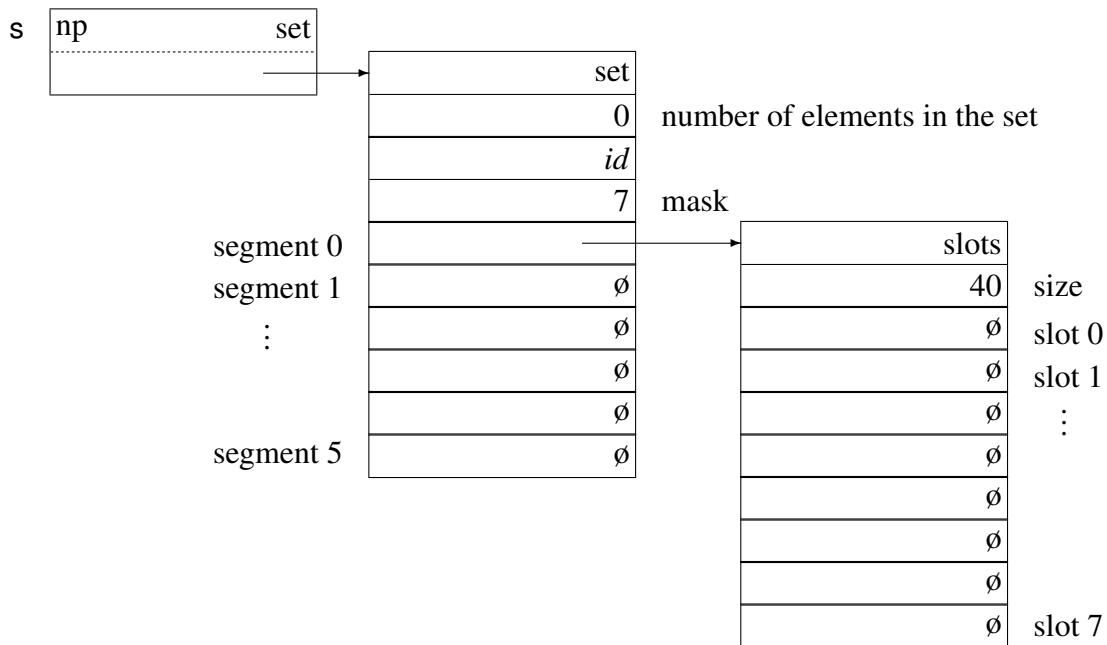 s np set
set
0 number of elements in the set
id
7 mask
segment 0 slots
segment 1 ø 40 size
⋮ ø ø slot 0
ø ø slot 1
ø ø ⋮
segment 5 ø ø
ø
ø
ø
ø slot 7